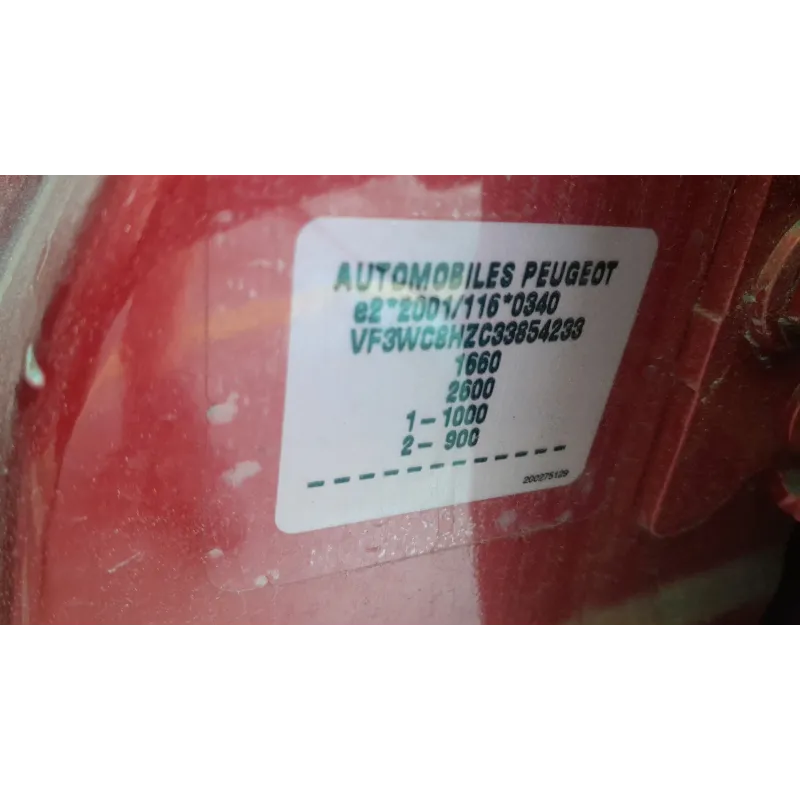 AUTOMOBILES PEUGEOT
e2*2001/116*0340
VF3WC8HZC33854233
1660
2600
1- 1000
2- 900
- - - - - - - - - - - -
200275129